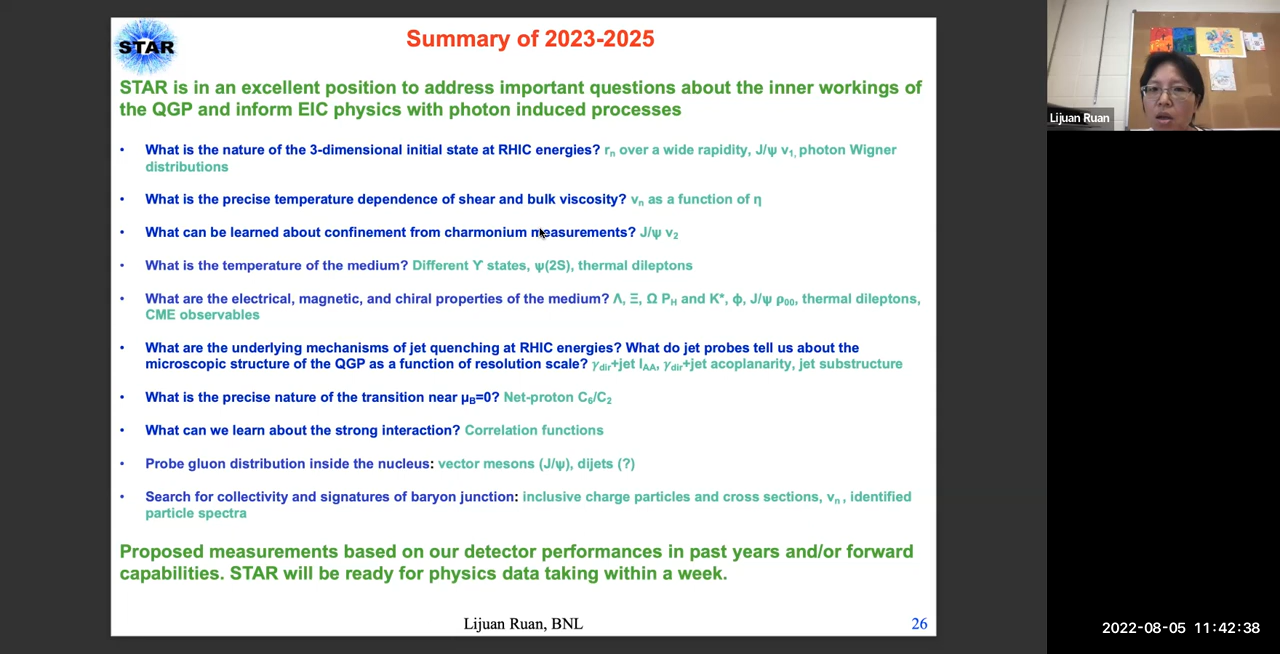 STAR
Summary of 2023-2025
STAR is in an excellent position to address important questions about the inner workings of
the QGP and inform EIC physics with photon induced processes
• What is the nature of the 3-dimensional initial state at RHIC energies? rₙ over a wide rapidity, J/ψ v₁, photon Wigner
distributions
• What is the precise temperature dependence of shear and bulk viscosity? vₙ as a function of η
• What can be learned about confinement from charmonium measurements? J/ψ v₂
• What is the temperature of the medium? Different ϒ states, ψ(2S), thermal dileptons
• What are the electrical, magnetic, and chiral properties of the medium? Λ, Ξ, Ω P_H and K*, ϕ, J/ψ ρ₀₀, thermal dileptons,
CME observables
• What are the underlying mechanisms of jet quenching at RHIC energies? What do jet probes tell us about the
microscopic structure of the QGP as a function of resolution scale? γ_dir+jet I_AA, γ_dir+jet acoplanarity, jet substructure
• What is the precise nature of the transition near μ_B=0? Net-proton C₆/C₂
• What can we learn about the strong interaction? Correlation functions
• Probe gluon distribution inside the nucleus: vector mesons (J/ψ), dijets (?)
• Search for collectivity and signatures of baryon junction: inclusive charge particles and cross sections, vₙ , identified
particle spectra
Proposed measurements based on our detector performances in past years and/or forward
capabilities. STAR will be ready for physics data taking within a week.
Lijuan Ruan, BNL
26
Lijuan Ruan
2022-08-05 11:42:38